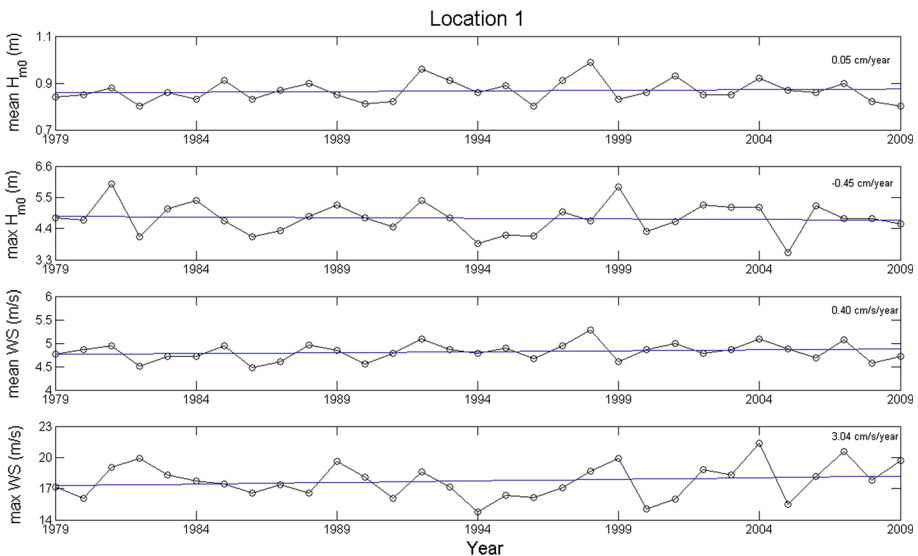 Location 1
mean Hm0 (m)
1.1
0.9
0.7
0.05 cm/year
1979 1984 1989 1994 1999 2004 2009
max Hm0 (m)
6.6
5.5
4.4
3.3
-0.45 cm/year
1979 1984 1989 1994 1999 2004 2009
mean WS (m/s)
6
5.5
5
4.5
4
0.40 cm/s/year
1979 1984 1989 1994 1999 2004 2009
max WS (m/s)
23
20
17
14
3.04 cm/s/year
1979 1984 1989 1994 1999 2004 2009
Year